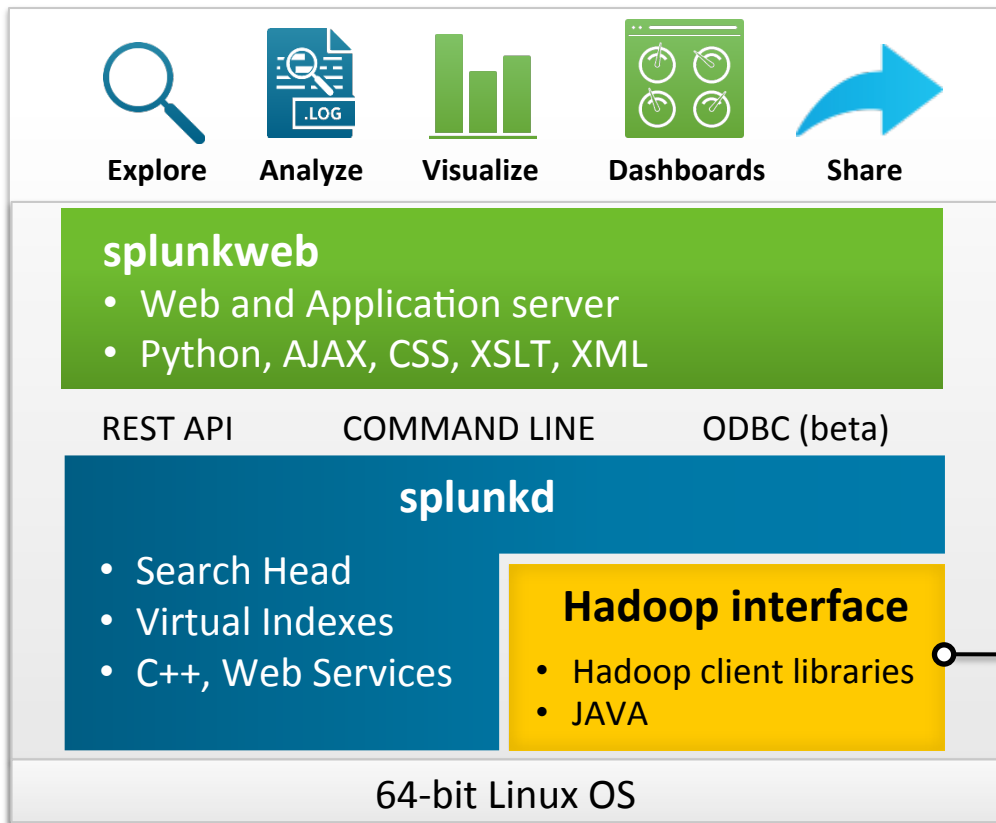 .LOG
Explore Analyze Visualize Dashboards Share
splunkweb
• Web and Application server
• Python, AJAX, CSS, XSLT, XML
REST API COMMAND LINE ODBC (beta)
splunkd
• Search Head
• Virtual Indexes
• C++, Web Services
Hadoop interface
• Hadoop client libraries
• JAVA
64-bit Linux OS